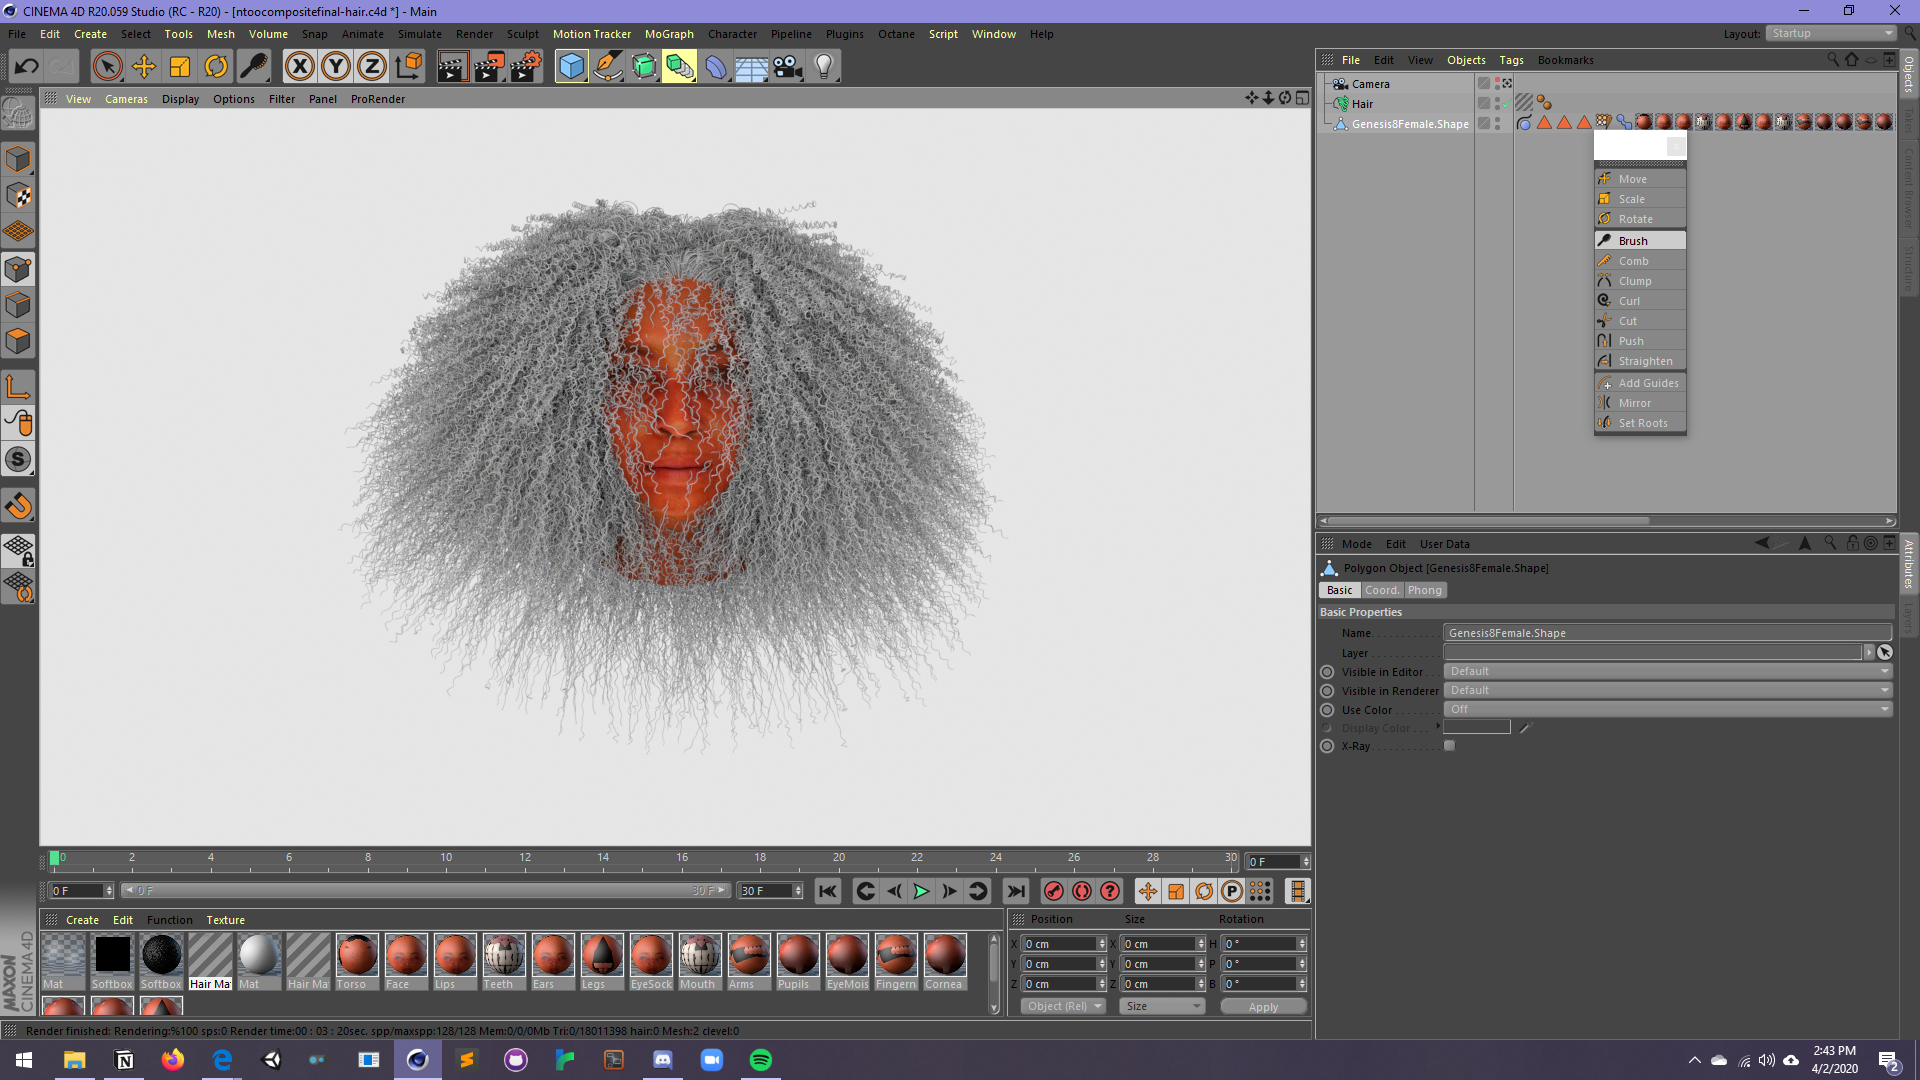 CINEMA 4D R20.059 Studio (RC - R20) - [ntoocompositefinal-hair.c4d *] - Main
File Edit Create Select Tools Mesh Volume Snap Animate Simulate Render Sculpt Motion Tracker MoGraph Character Pipeline Plugins Octane Script Window Help
Layout: Startup
X Y Z
View Cameras Display Options Filter Panel ProRender
File Edit View Objects Tags Bookmarks
Camera
Hair
Genesis8Female.Shape
Move
Scale
Rotate
Brush
Comb
Clump
Curl
Cut
Push
Straighten
Add Guides
Mirror
Set Roots
Objects
Takes
Content Browser
Structure
Mode Edit User Data
Polygon Object [Genesis8Female.Shape]
Basic Coord. Phong
Basic Properties
Name Genesis8Female.Shape
Layer
Visible in Editor Default
Visible in Renderer Default
Use Color Off
Display Color
X-Ray
Attributes
Layers
0 2 4 6 8 10 12 14 16 18 20 22 24 26 28 30 0 F
0 F 0 F 30 F 30 F
P
Create Edit Function Texture
Mat Softbox Softbox Hair Ma Mat Hair Ma Torso Face Lips Teeth Ears Legs EyeSock Mouth Arms Pupils EyeMois Fingern Cornea
Position Size Rotation
X 0 cm X 0 cm H 0 °
Y 0 cm Y 0 cm P 0 °
Z 0 cm Z 0 cm B 0 °
Object (Rel) Size Apply
MAXON
CINEMA 4D
Render finished: Rendering:%100 sps:0 Render time:00 : 03 : 20sec. spp/maxspp:128/128 Mem:0/0/0Mb Tri:0/18011398 hair:0 Mesh:2 clevel:0
2:43 PM
4/2/2020
2